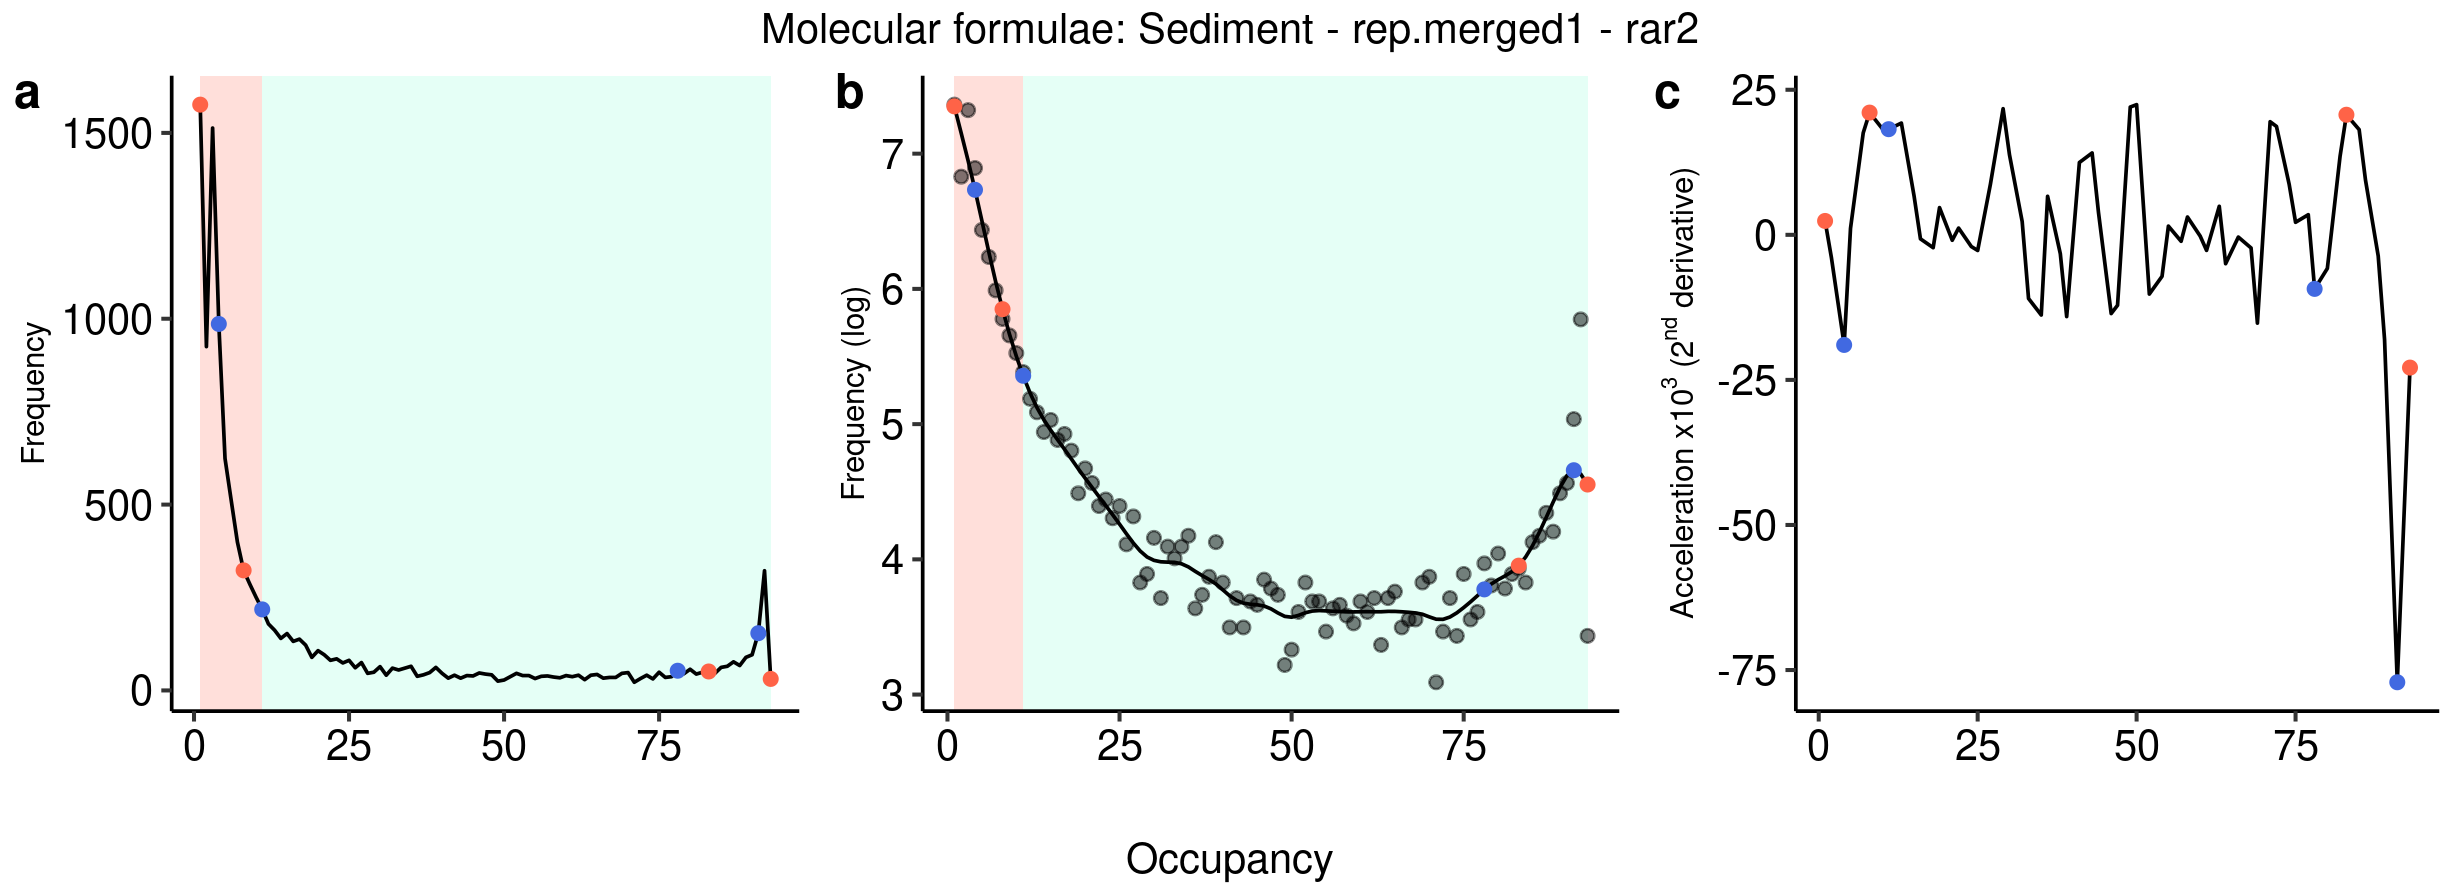 Molecular formulae: Sediment - rep.merged1 - rar2
a
Frequency
1500
1000
500
0
0 25 50 75
b
Frequency (log)
7
6
5
4
3
0 25 50 75
c
Acceleration x10³ (2ⁿᵈ derivative)
25
0
-25
-50
-75
0 25 50 75
Occupancy